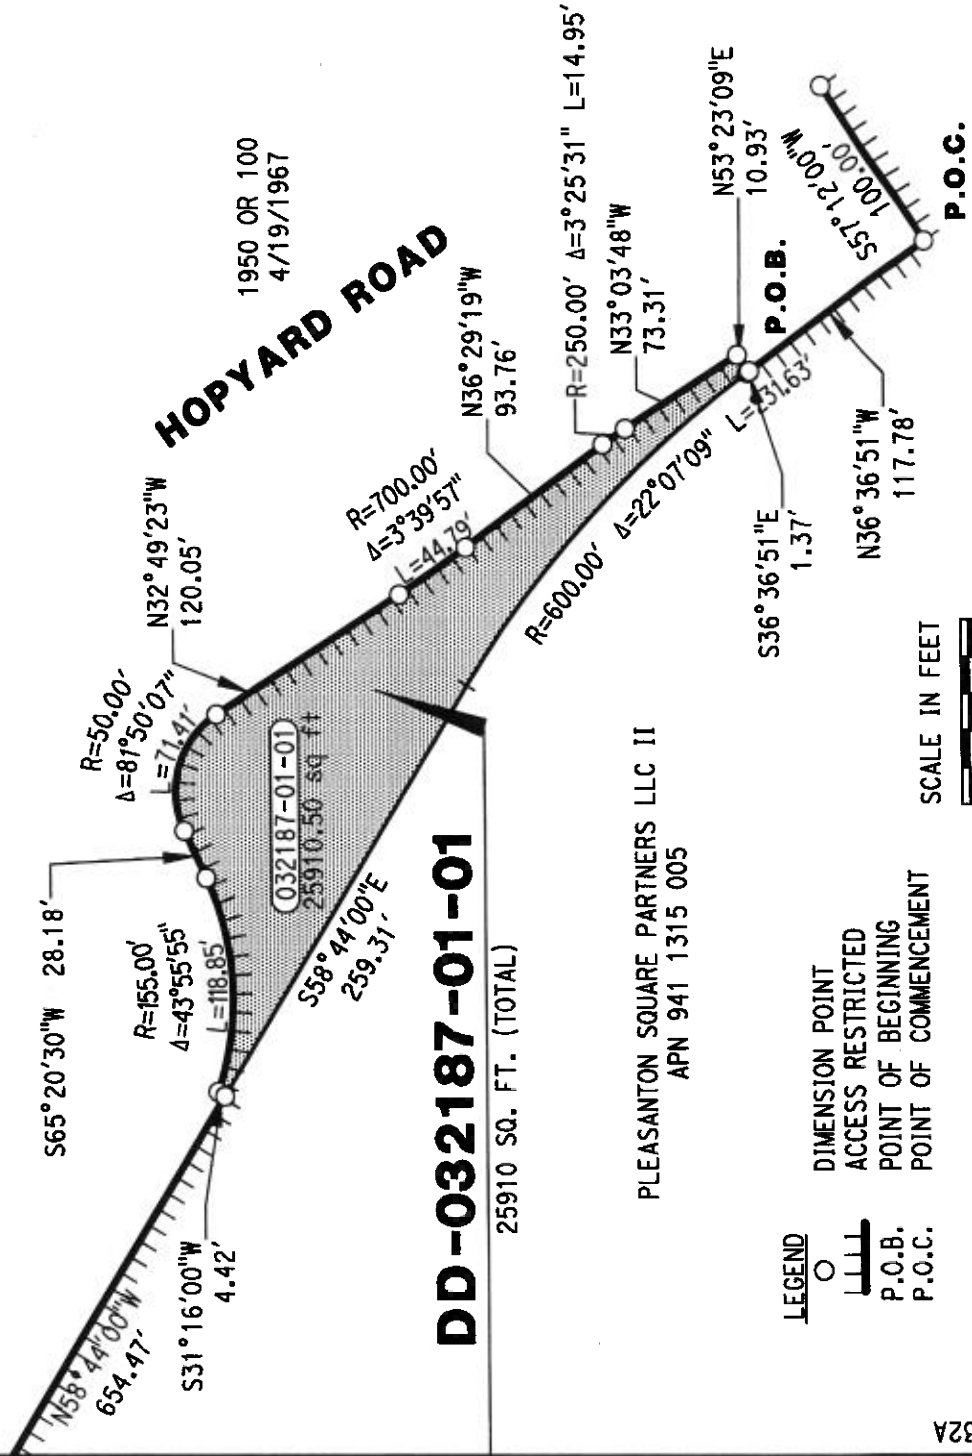 1950 OR 100
4/19/1967
HOPYARD ROAD
R=250.00' Δ=3°25'31" L=14.95'
N53°23'09"E
10.93'
N33°03'48"W
73.31'
S57°12'00"W
100.00'
P.O.C.
P.O.B.
N36°29'19"W
93.76'
R=700.00'
Δ=3°39'57"
L=44.79'
N32°49'23"W
120.05'
R=50.00'
Δ=81°50'07"
L=71.41'
S65°20'30"W 28.18'
R=155.00'
Δ=43°55'55"
L=118.85'
032187-01-01
25910.50 sq ft
S58°44'00"E
259.31'
R=600.00' Δ=22°07'09" L=231.63'
S36°36'51"E
1.37'
N36°36'51"W
117.78'
N58°44'00"W
654.47'
S31°16'00"W
4.42'
DD-032187-01-01
25910 SQ. FT. (TOTAL)
PLEASANTON SQUARE PARTNERS LLC II
APN 941 1315 005
SCALE IN FEET
LEGEND
DIMENSION POINT
ACCESS RESTRICTED
P.O.B. POINT OF BEGINNING
P.O.C. POINT OF COMMENCEMENT
32A